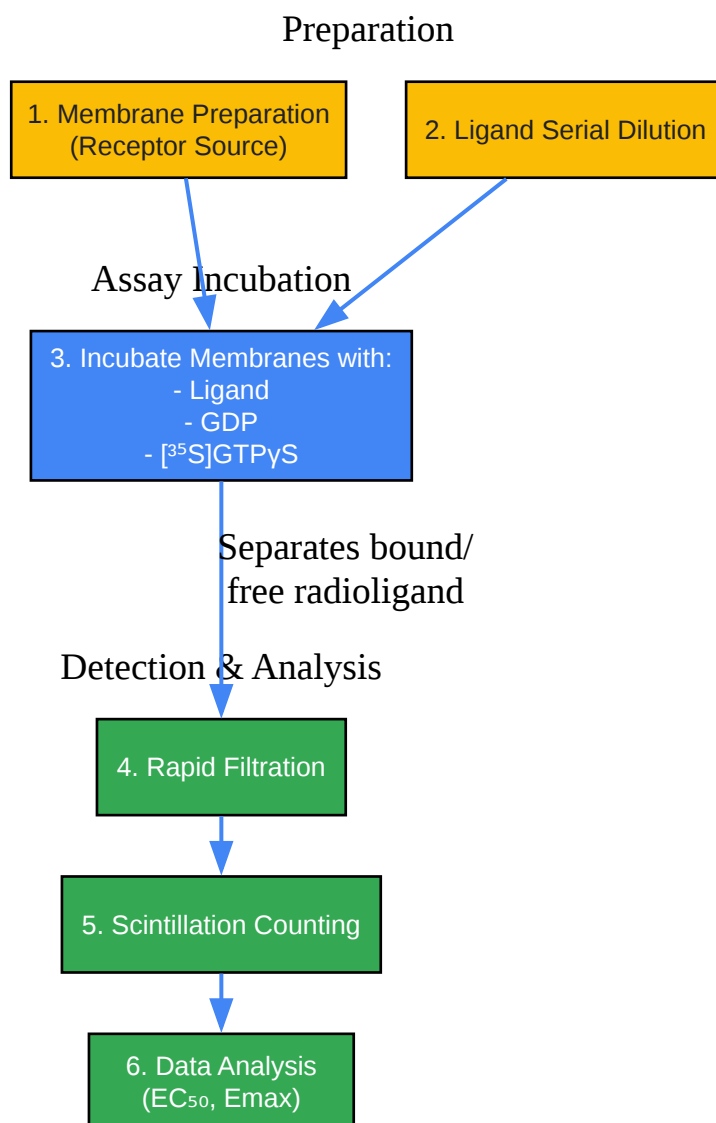 Preparation
1. Membrane Preparation
(Receptor Source)
2. Ligand Serial Dilution
Assay Incubation
3. Incubate Membranes with:
- Ligand
- GDP
- [³⁵S]GTPγS
Separates bound/
free radioligand
Detection & Analysis
4. Rapid Filtration
5. Scintillation Counting
6. Data Analysis
(EC₅₀, Emax)